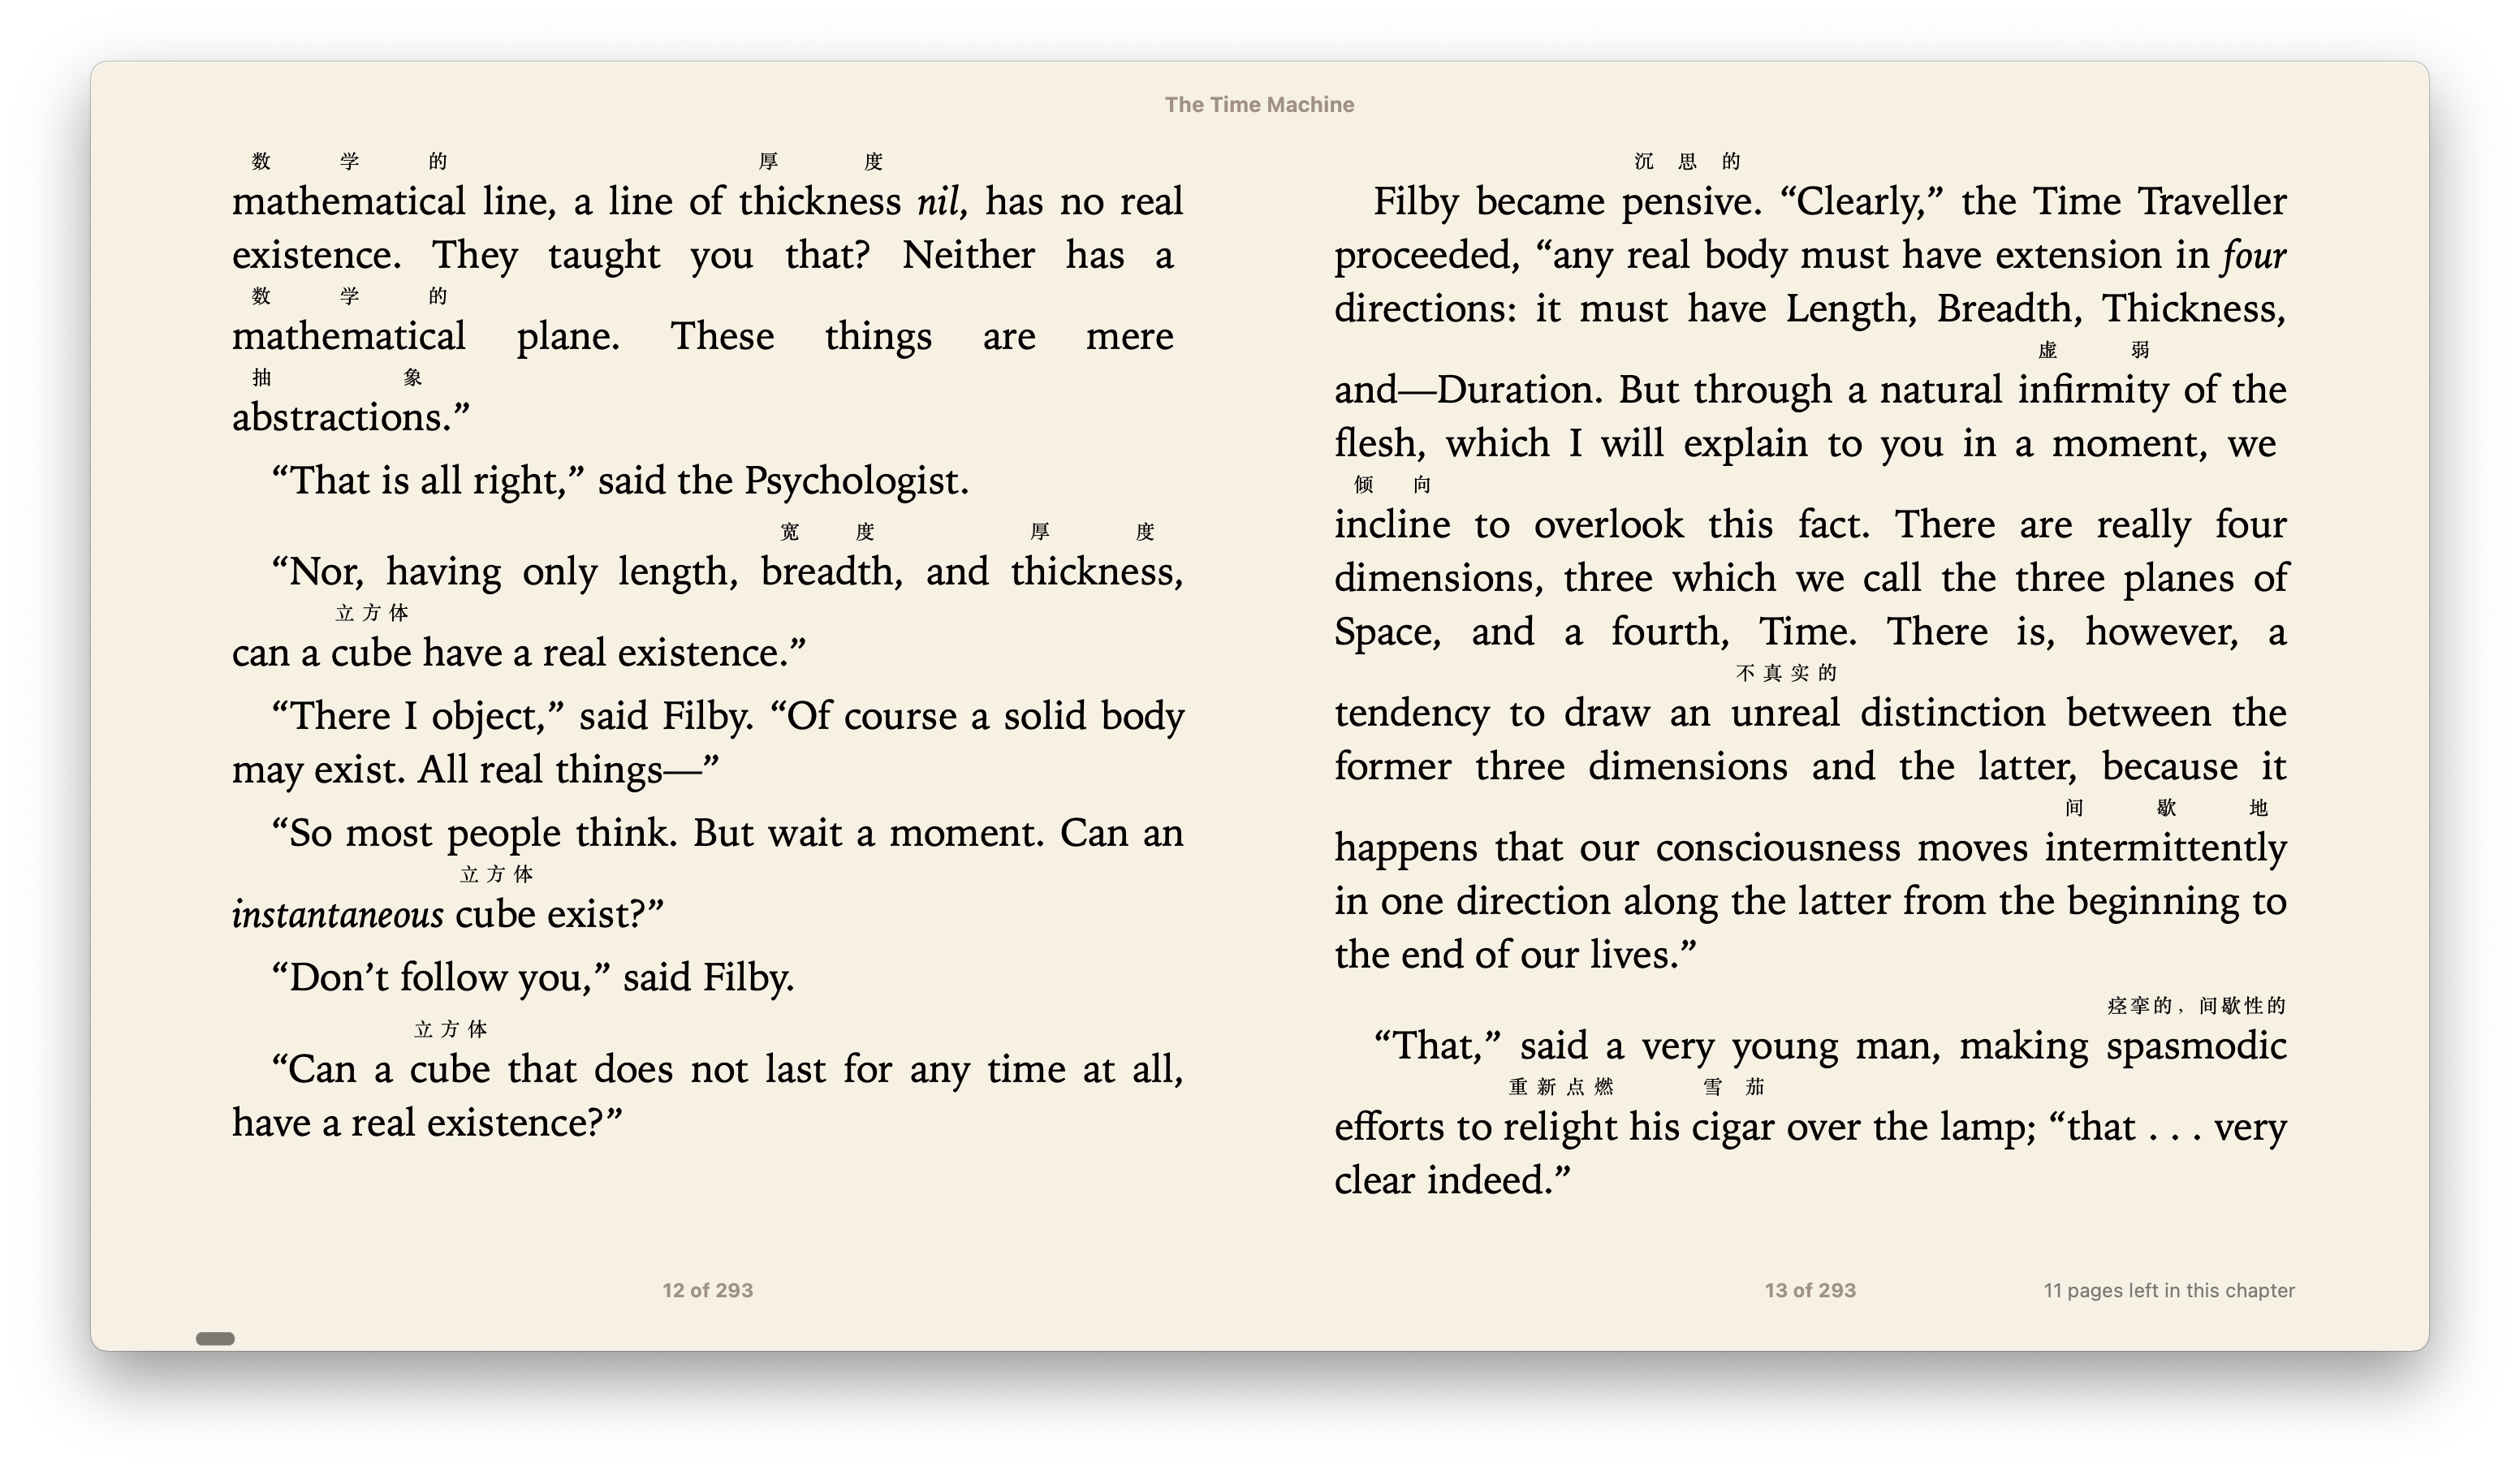 The Time Machine
数学的 厚度
mathematical line, a line of thickness nil, has no real
existence. They taught you that? Neither has a
数学的
mathematical plane. These things are mere
抽象
abstractions.”
“That is all right,” said the Psychologist.
宽度 厚度
“Nor, having only length, breadth, and thickness,
立方体
can a cube have a real existence.”
“There I object,” said Filby. “Of course a solid body
may exist. All real things—”
“So most people think. But wait a moment. Can an
立方体
instantaneous cube exist?”
“Don’t follow you,” said Filby.
立方体
“Can a cube that does not last for any time at all,
have a real existence?”
12 of 293
沉思的
Filby became pensive. “Clearly,” the Time Traveller
proceeded, “any real body must have extension in four
directions: it must have Length, Breadth, Thickness,
虚弱
and—Duration. But through a natural infirmity of the
flesh, which I will explain to you in a moment, we
倾向
incline to overlook this fact. There are really four
dimensions, three which we call the three planes of
Space, and a fourth, Time. There is, however, a
不真实的
tendency to draw an unreal distinction between the
former three dimensions and the latter, because it
间歇地
happens that our consciousness moves intermittently
in one direction along the latter from the beginning to
the end of our lives.”
痉挛的，间歇性的
“That,” said a very young man, making spasmodic
重新点燃 雪茄
efforts to relight his cigar over the lamp; “that . . . very
clear indeed.”
13 of 293
11 pages left in this chapter